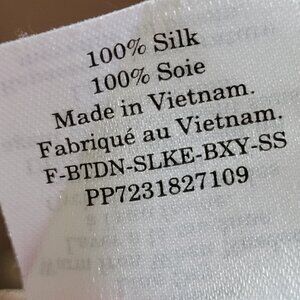 100% Silk
100% Soie
Made in Vietnam.
Fabriqué au Vietnam.
F-BTDN-SLKE-BXY-SS
PP7231827109